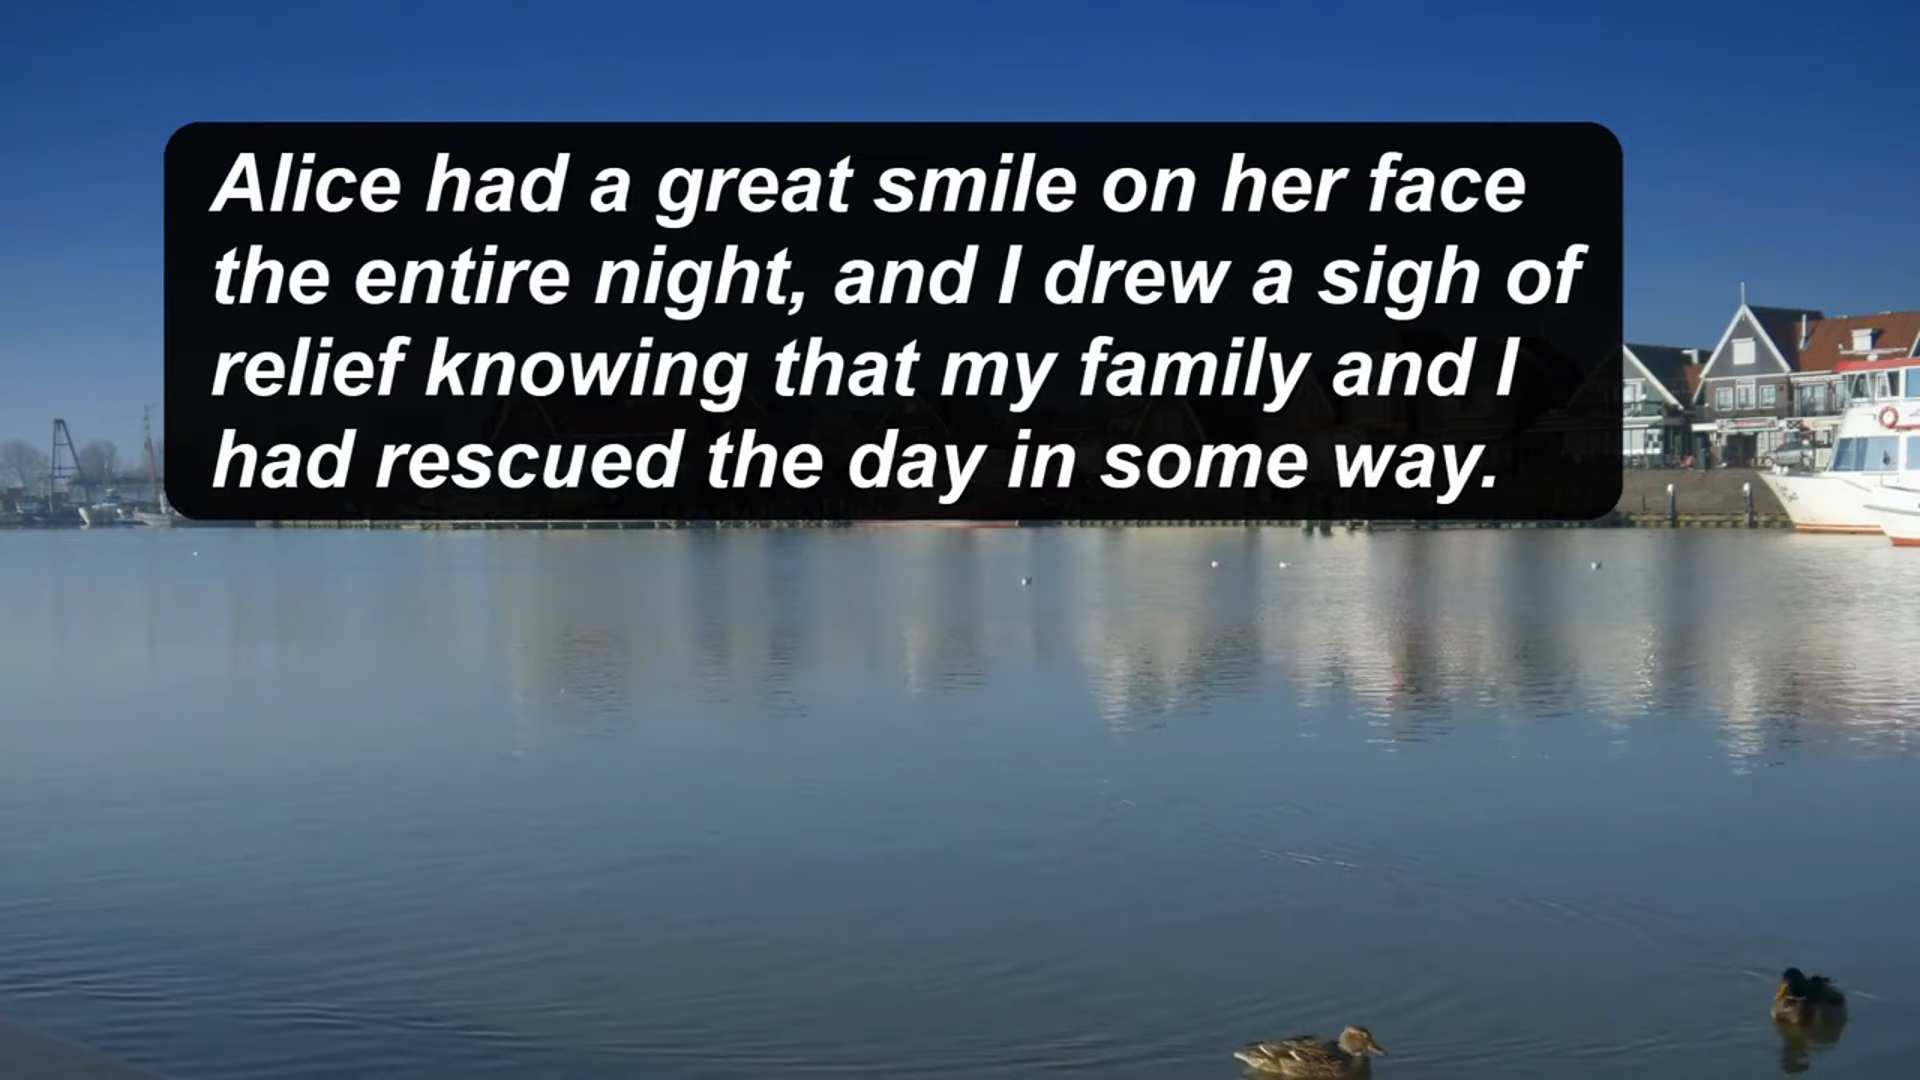 Alice had a great smile on her face
the entire night, and I drew a sigh of
relief knowing that my family and I
had rescued the day in some way.